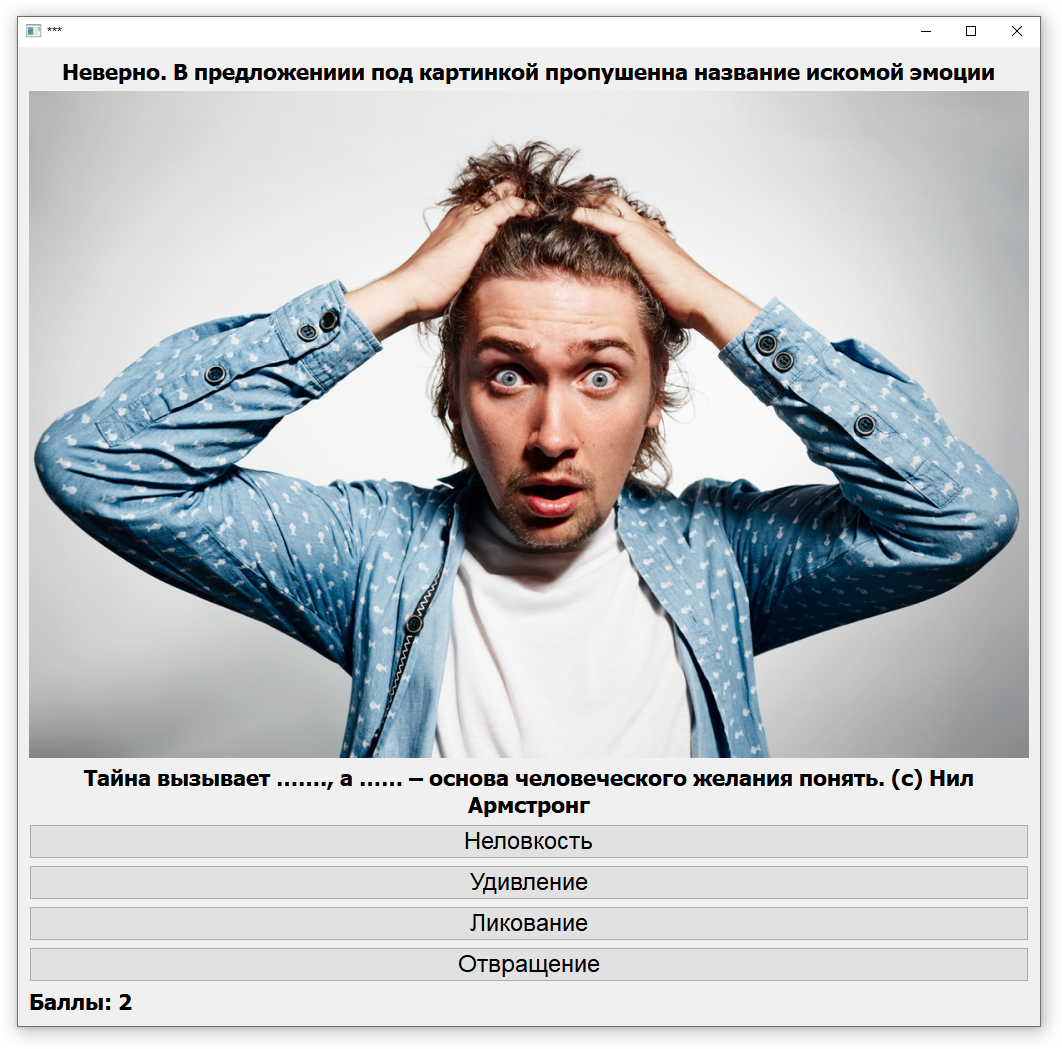 ***
Неверно. В предложениии под картинкой пропушенна название искомой эмоции
Тайна вызывает ......., а ...... – основа человеческого желания понять. (с) Нил
Армстронг
Неловкость
Удивление
Ликование
Отвращение
Баллы: 2